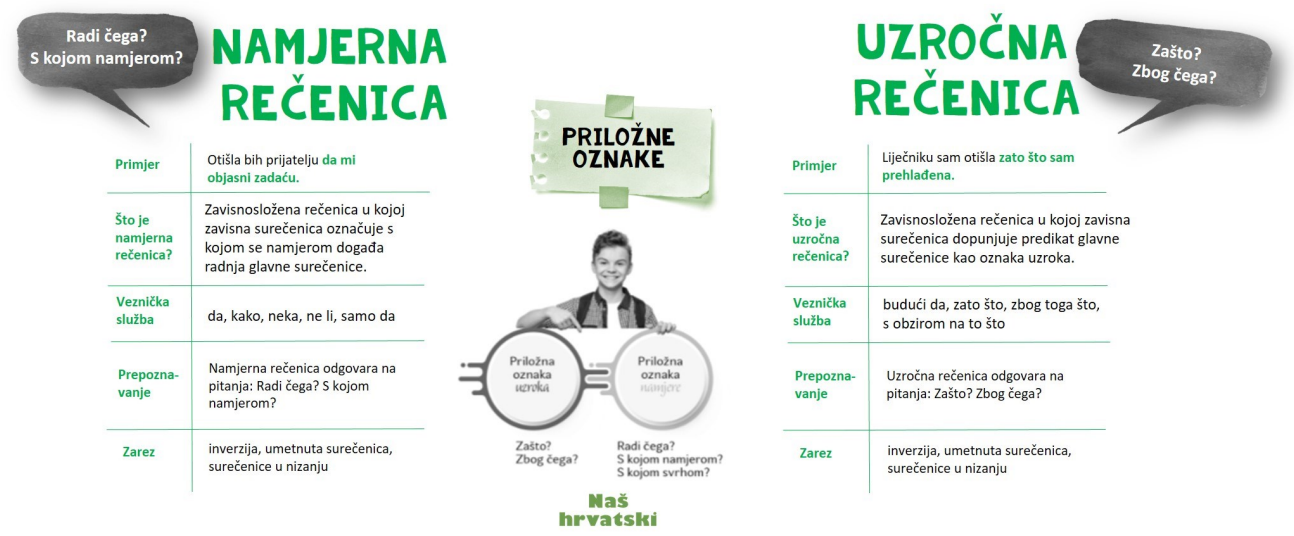 Radi čega?
S kojom namjerom?
NAMJERNA
REČENICA
Primjer
Otišla bih prijatelju da mi
objasni zadaću.
Što je
namjerna
rečenica?
Zavisnosložena rečenica u kojoj
zavisna surečenica označuje s
kojom se namjerom događa
radnja glavne surečenice.
Veznička
služba
da, kako, neka, ne li, samo da
Prepozna-
vanje
Namjerna rečenica odgovara na
pitanja: Radi čega? S kojom
namjerom?
Zarez
inverzija, umetnuta surečenica,
surečenice u nizanju
PRILOŽNE
OZNAKE
Priložna
oznaka
uzroka
Zašto?
Zbog čega?
Priložna
oznaka
namjere
Radi čega?
S kojom namjerom?
S kojom svrhom?
Naš
hrvatski
UZROČNA
REČENICA
Zašto?
Zbog čega?
Primjer
Liječniku sam otišla zato što sam
prehlađena.
Što je
uzročna
rečenica?
Zavisnosložena rečenica u kojoj zavisna
surečenica dopunjuje predikat glavne
surečenice kao oznaka uzroka.
Veznička
služba
budući da, zato što, zbog toga što,
s obzirom na to što
Prepozna-
vanje
Uzročna rečenica odgovara na
pitanja: Zašto? Zbog čega?
Zarez
inverzija, umetnuta surečenica,
surečenice u nizanju